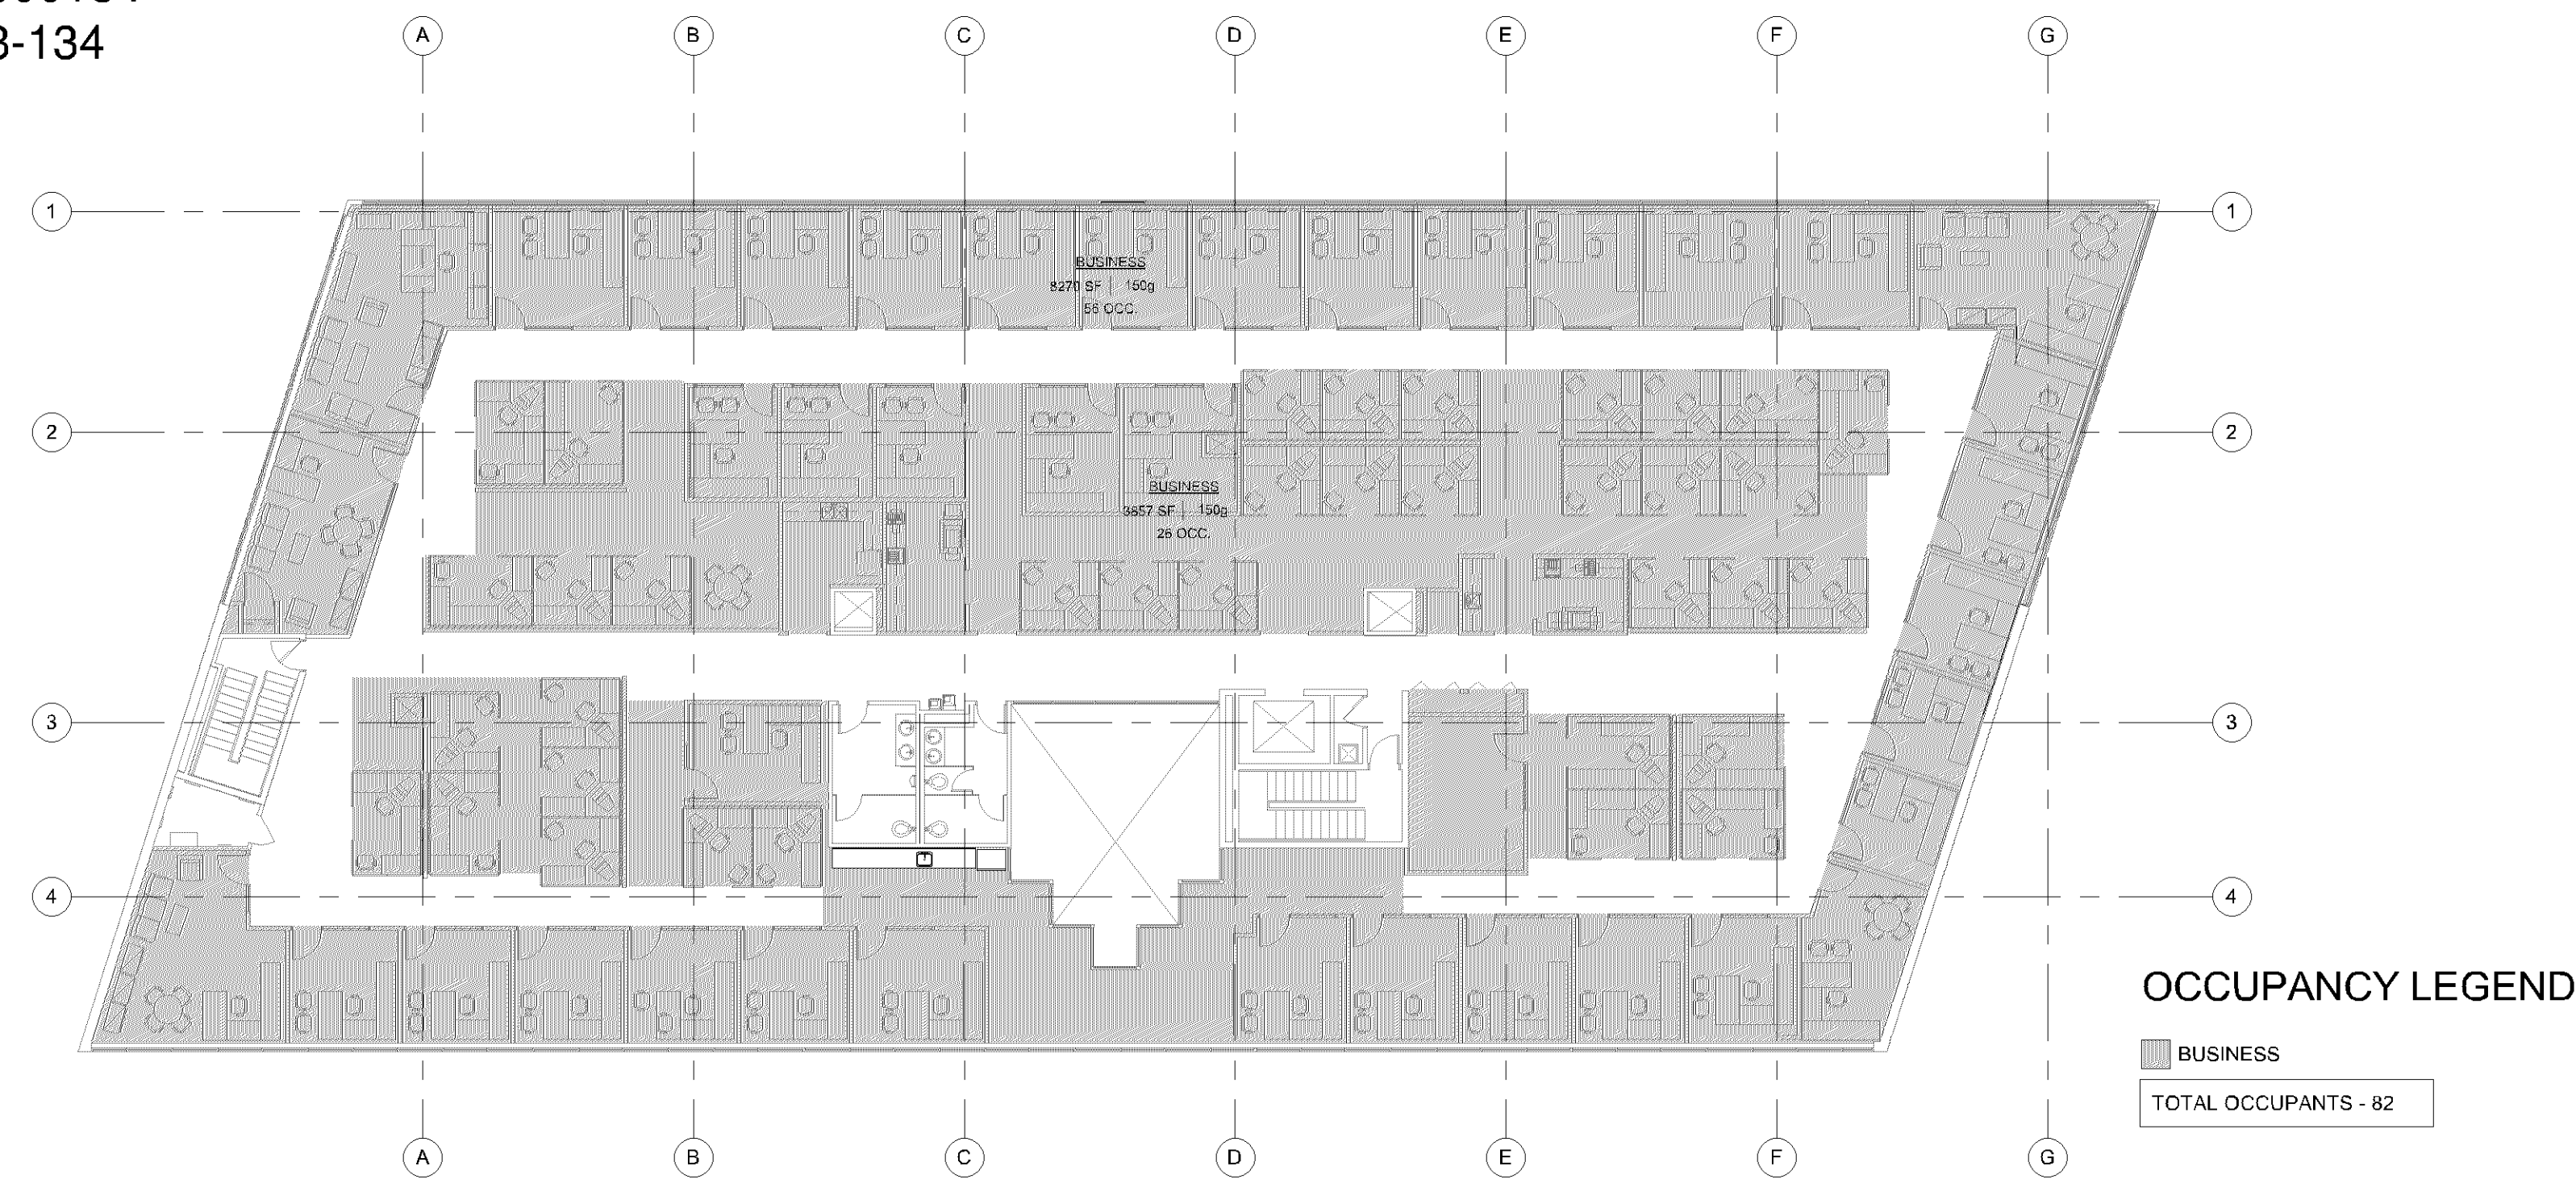 3-134
A B C D E F G
1 1
BUSINESS
8270 SF 150g
56 OCC.
2 2
BUSINESS
3857 SF 150g
26 OCC.
3 3
4 4
OCCUPANCY LEGEND
BUSINESS
TOTAL OCCUPANTS - 82
A B C D E F G